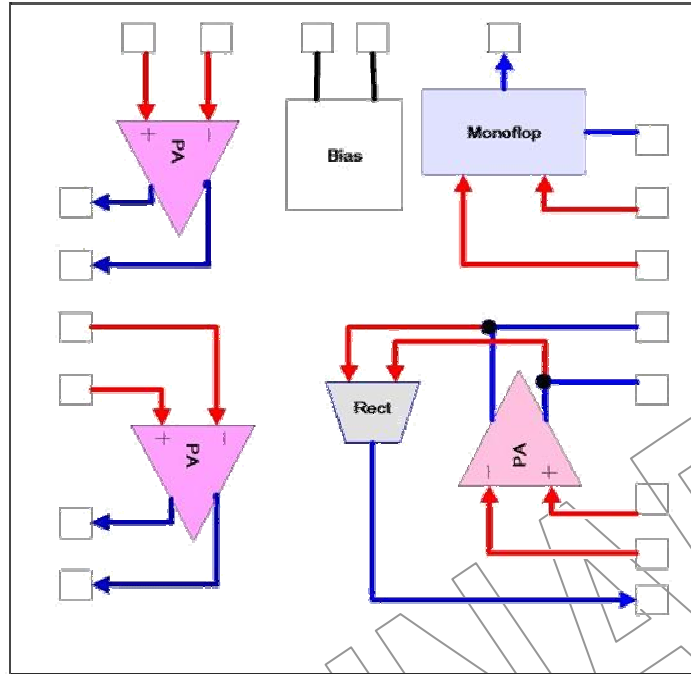 + −
PA
Bias
Monoflop
+ −
PA
Rect
− +
PA